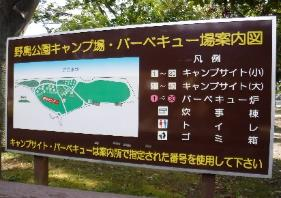 野鳥公園キャンプ場・バーベキュー場案内図
凡例
キャンプサイト(小)
キャンプサイト(大)
バーベキュー炉
炊事棟
トイレ
ゴミ箱
キャンプサイト・バーベキューは案内所で指定された番号を使用して下さい